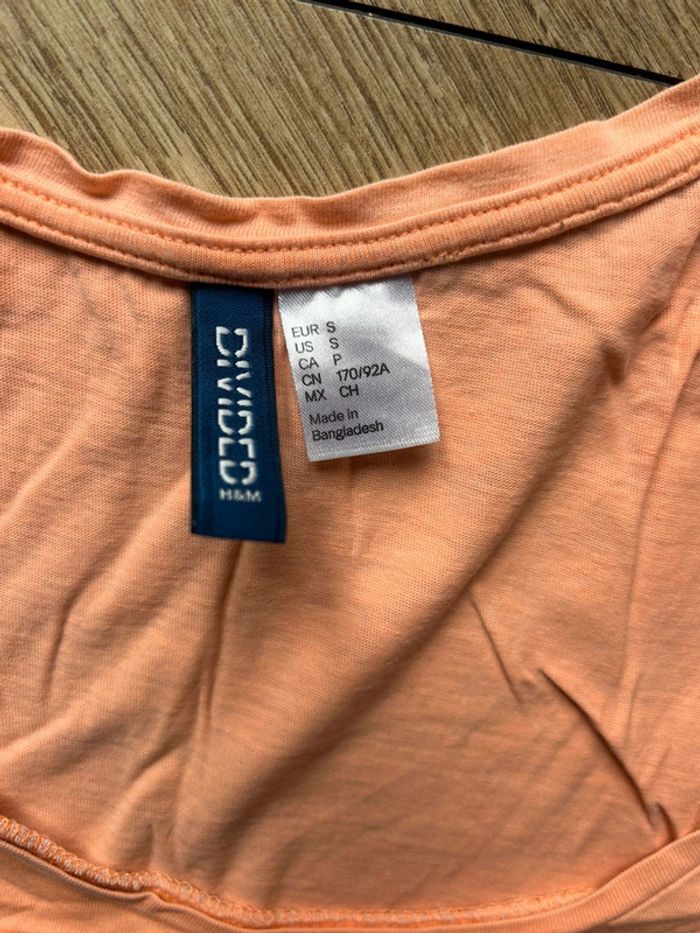 DIVIDED
H&M
EUR S
US S
CA P
CN 170/92A
MX CH
Made in
Bangladesh